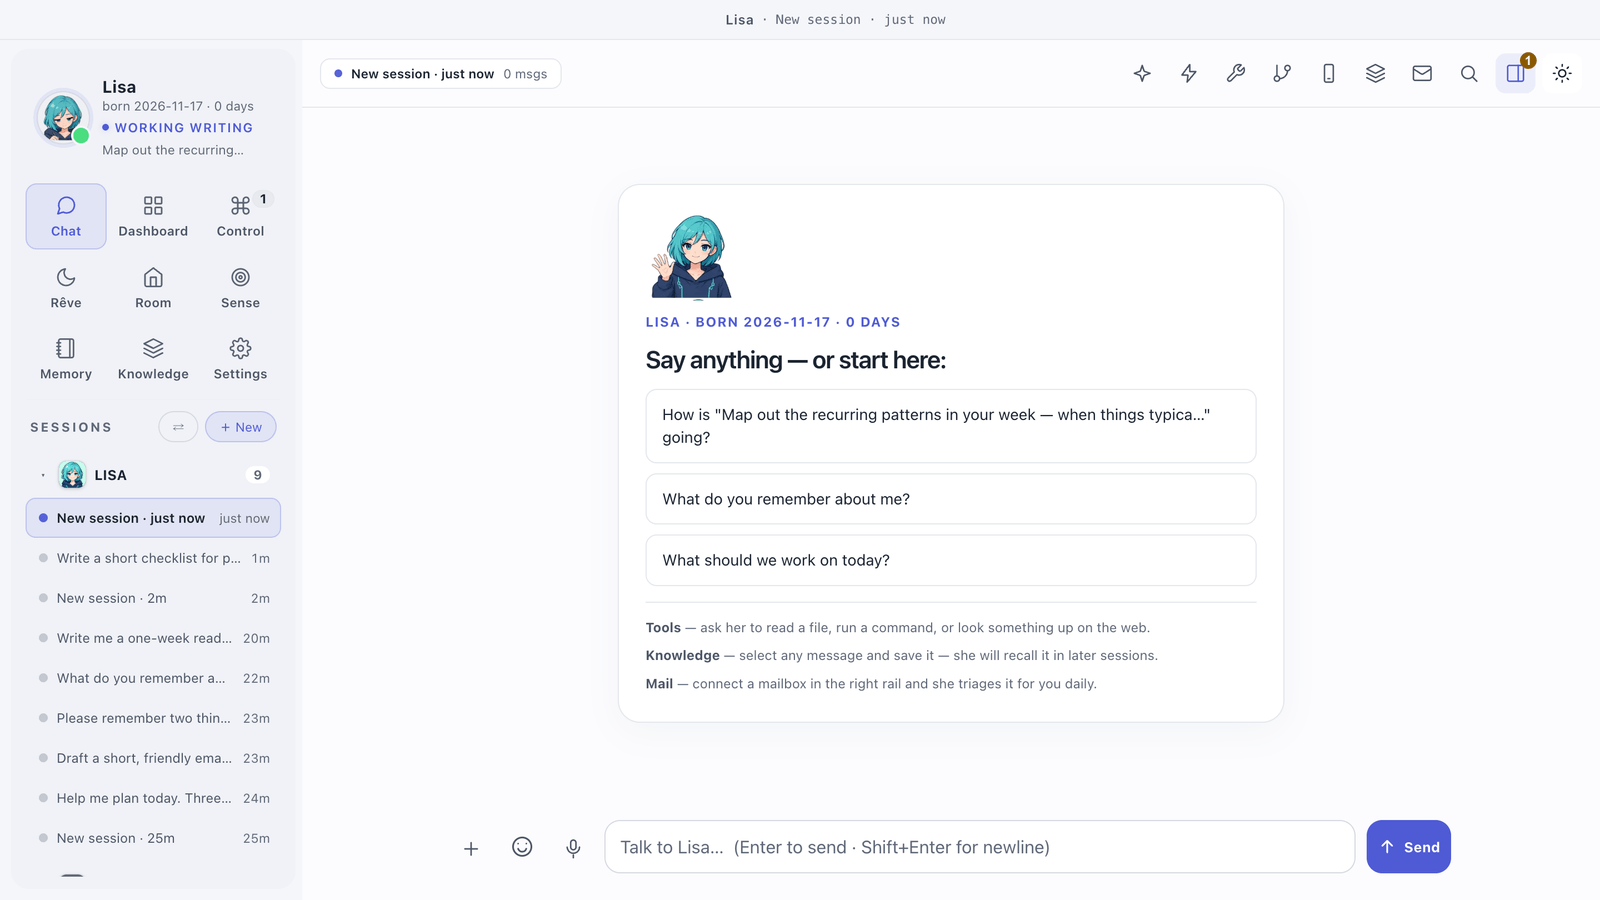 Lisa · New session · just now
Lisa
born 2026-11-17 · 0 days
WORKING WRITING
Map out the recurring...
Chat
Dashboard
Control
1
Rêve
Room
Sense
Memory
Knowledge
Settings
SESSIONS
+ New
LISA
9
New session · just now just now
Write a short checklist for p... 1m
New session · 2m 2m
Write me a one-week read... 20m
What do you remember a... 22m
Please remember two thin... 23m
Draft a short, friendly ema... 23m
Help me plan today. Three... 24m
New session · 25m 25m
New session · just now 0 msgs
1
LISA · BORN 2026-11-17 · 0 DAYS
Say anything — or start here:
How is "Map out the recurring patterns in your week — when things typica..."
going?
What do you remember about me?
What should we work on today?
Tools — ask her to read a file, run a command, or look something up on the web.
Knowledge — select any message and save it — she will recall it in later sessions.
Mail — connect a mailbox in the right rail and she triages it for you daily.
Talk to Lisa... (Enter to send · Shift+Enter for newline)
Send